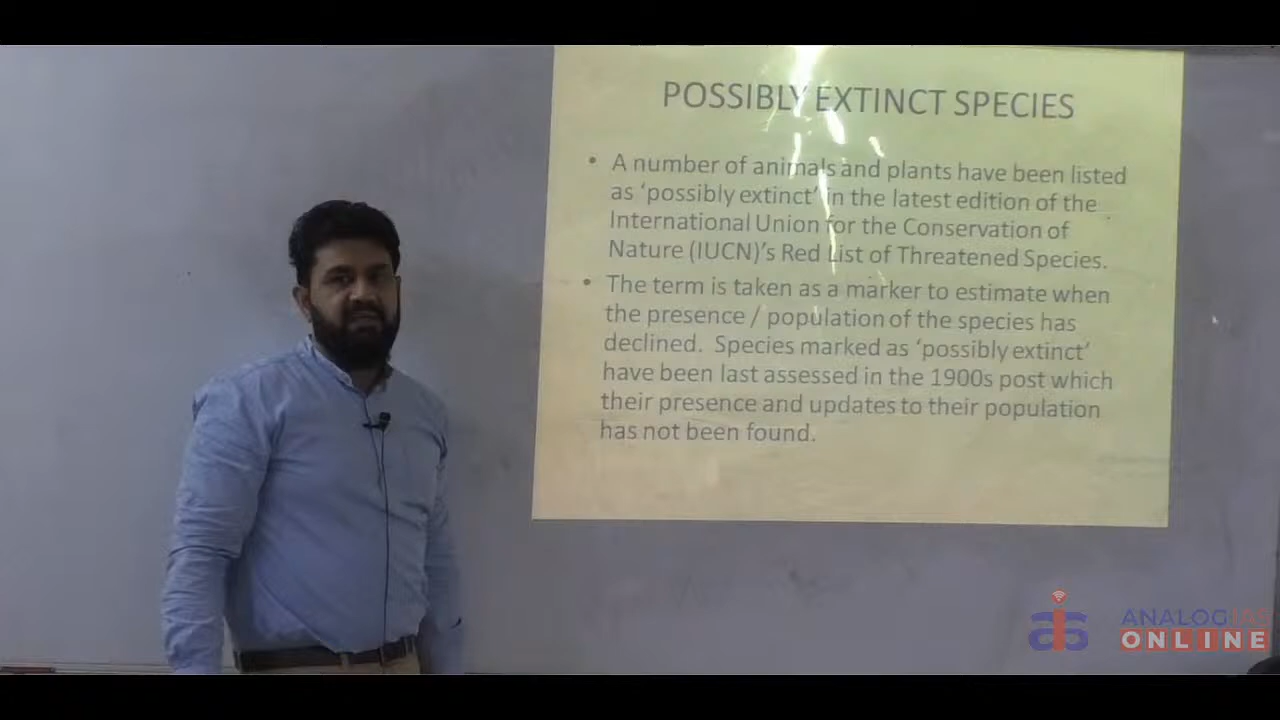 POSSIBLY EXTINCT SPECIES
• A number of animals and plants have been listed
as ‘possibly extinct’ in the latest edition of the
International Union for the Conservation of
Nature (IUCN)’s Red List of Threatened Species.
• The term is taken as a marker to estimate when
the presence / population of the species has
declined. Species marked as ‘possibly extinct’
have been last assessed in the 1900s post which
their presence and updates to their population
has not been found.
ais
ANALOG IAS
ONLINE